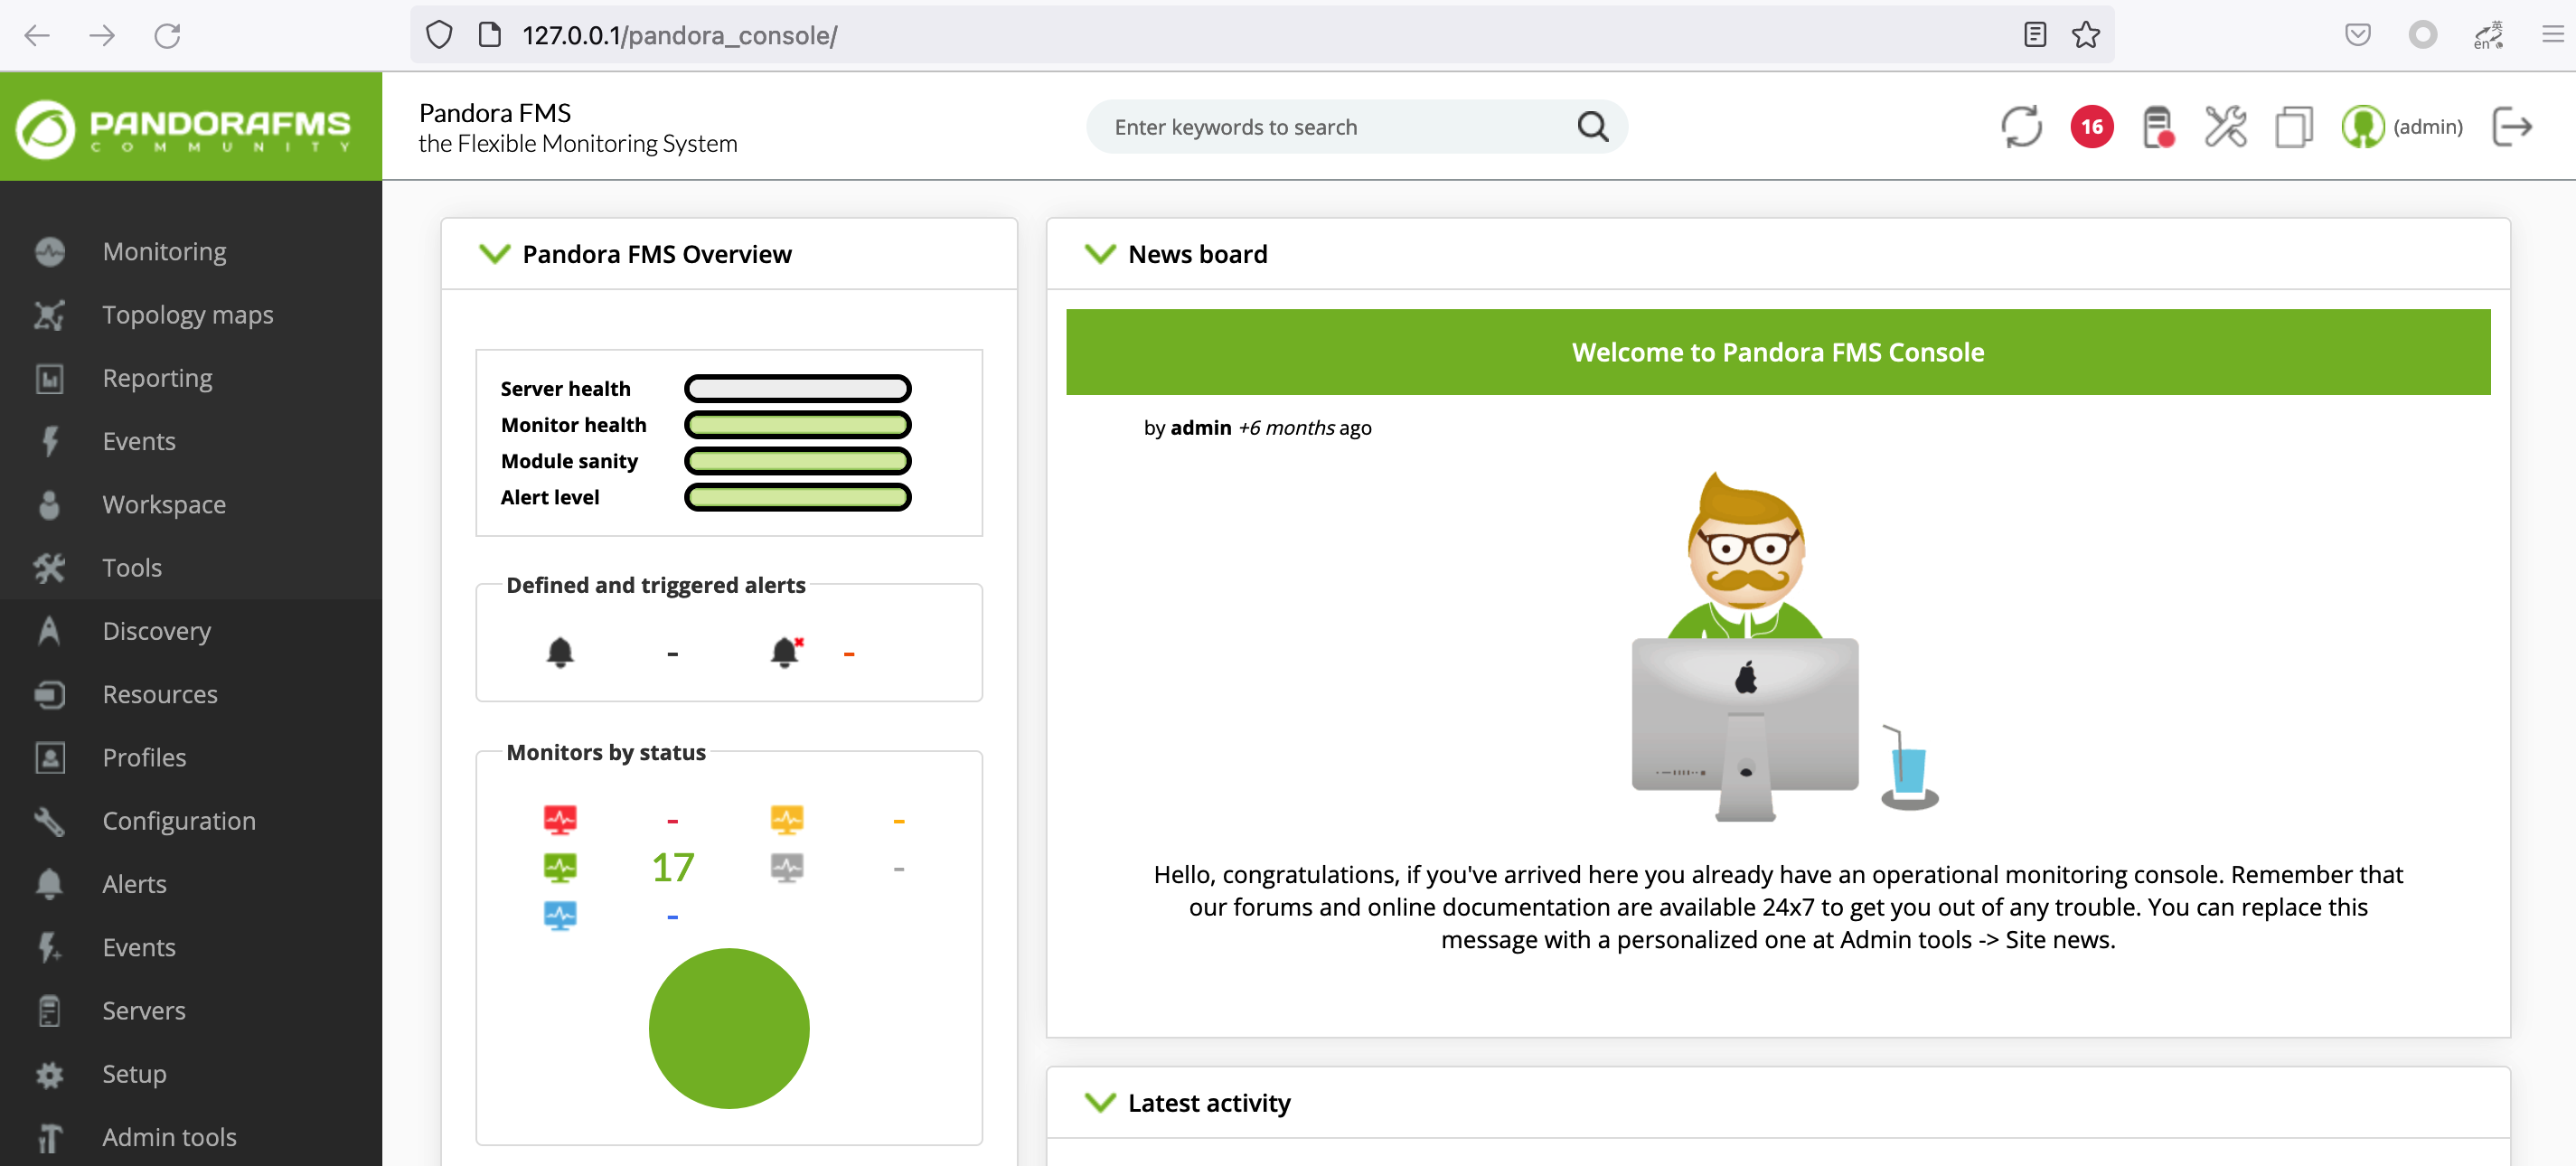 127.0.0.1/pandora_console/
英
en
PANDORAFMS
COMMUNITY
Pandora FMS
the Flexible Monitoring System
Enter keywords to search
16
(admin)
Monitoring
Topology maps
Reporting
Events
Workspace
Tools
Discovery
Resources
Profiles
Configuration
Alerts
Events
Servers
Setup
Admin tools
Pandora FMS Overview
Server health
Monitor health
Module sanity
Alert level
Defined and triggered alerts
- -
Monitors by status
- -
17 -
-
News board
Welcome to Pandora FMS Console
by admin +6 months ago
Hello, congratulations, if you've arrived here you already have an operational monitoring console. Remember that
our forums and online documentation are available 24x7 to get you out of any trouble. You can replace this
message with a personalized one at Admin tools -> Site news.
Latest activity